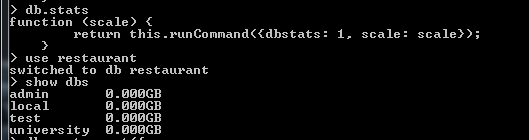 > db.stats
function (scale) {
        return this.runCommand({dbstats: 1, scale: scale});
    }
> use restaurant
switched to db restaurant
> show dbs
admin       0.000GB
local       0.000GB
test        0.000GB
university  0.000GB